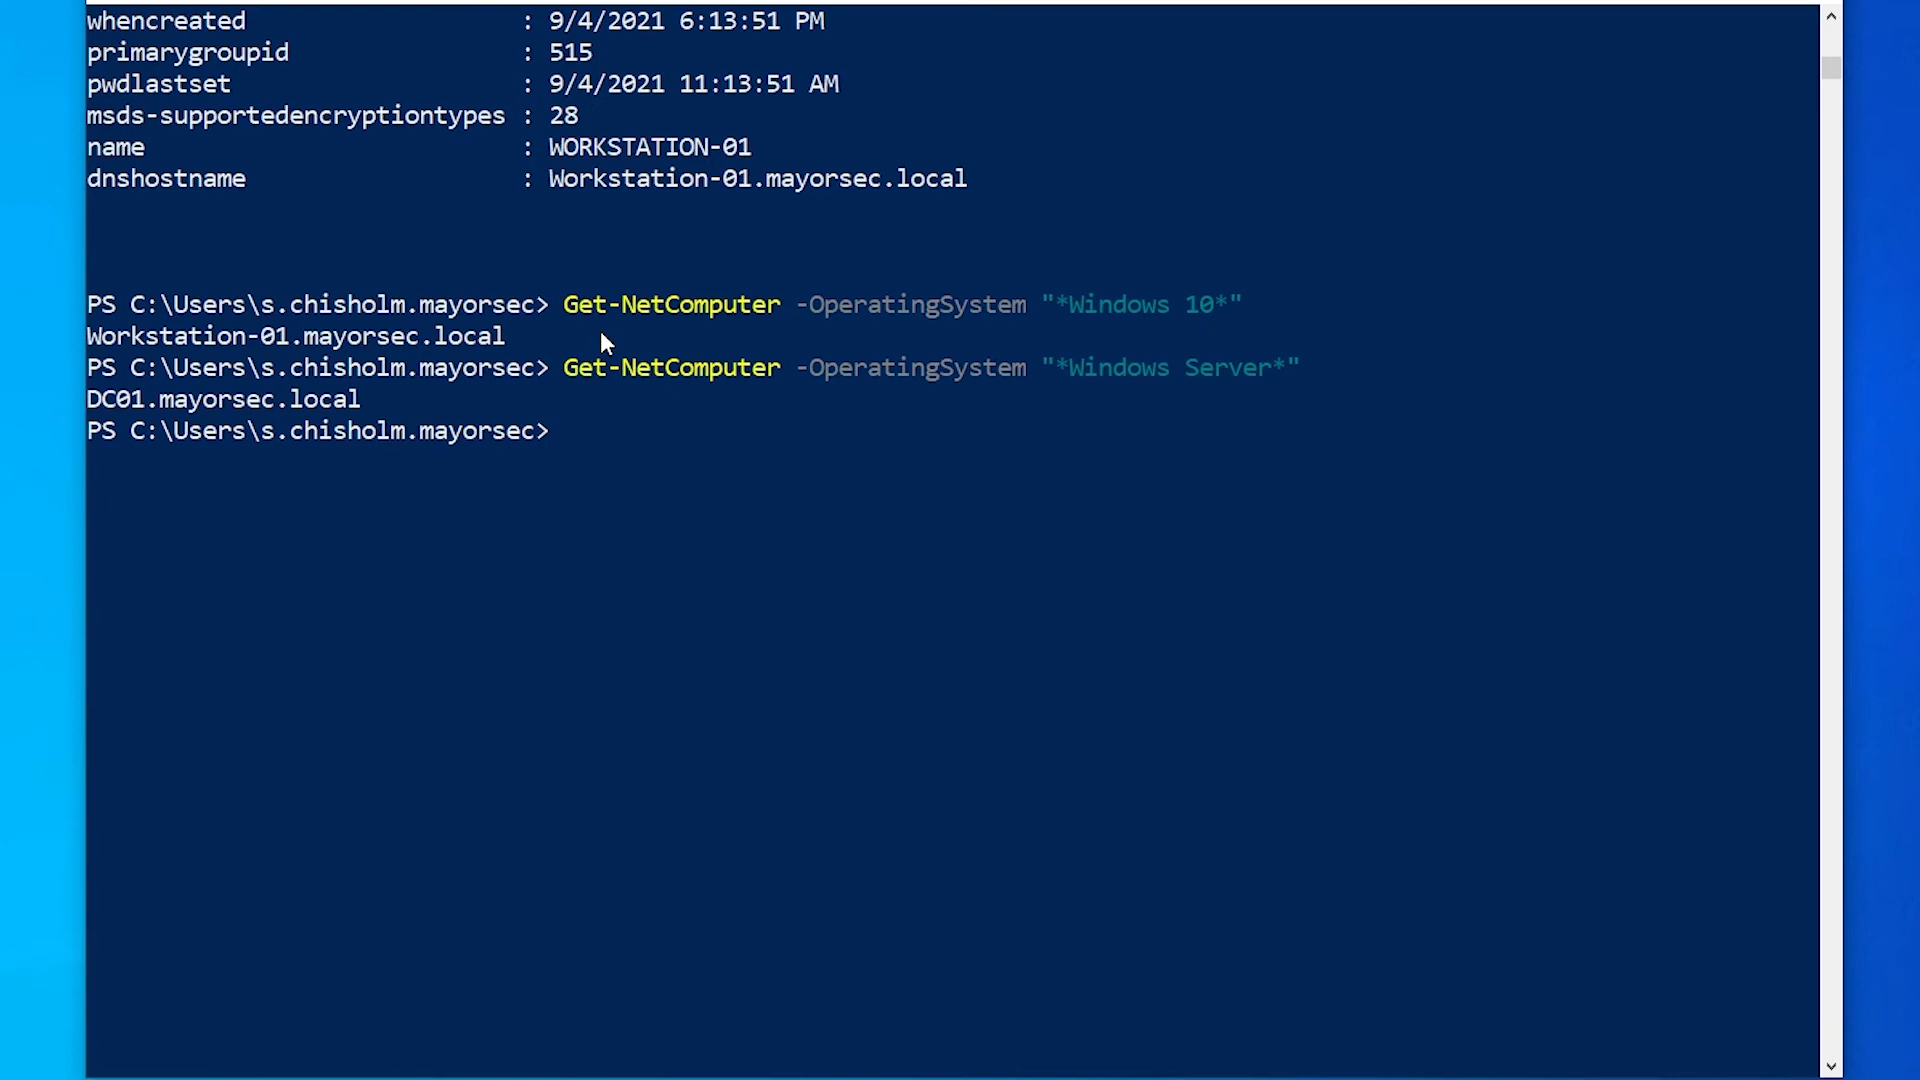 whencreated : 9/4/2021 6:13:51 PM
primarygroupid : 515
pwdlastset : 9/4/2021 11:13:51 AM
msds-supportedencryptiontypes : 28
name : WORKSTATION-01
dnshostname : Workstation-01.mayorsec.local
PS C:\Users\s.chisholm.mayorsec> Get-NetComputer -OperatingSystem "*Windows 10*"
Workstation-01.mayorsec.local
PS C:\Users\s.chisholm.mayorsec> Get-NetComputer -OperatingSystem "*Windows Server*"
DC01.mayorsec.local
PS C:\Users\s.chisholm.mayorsec>